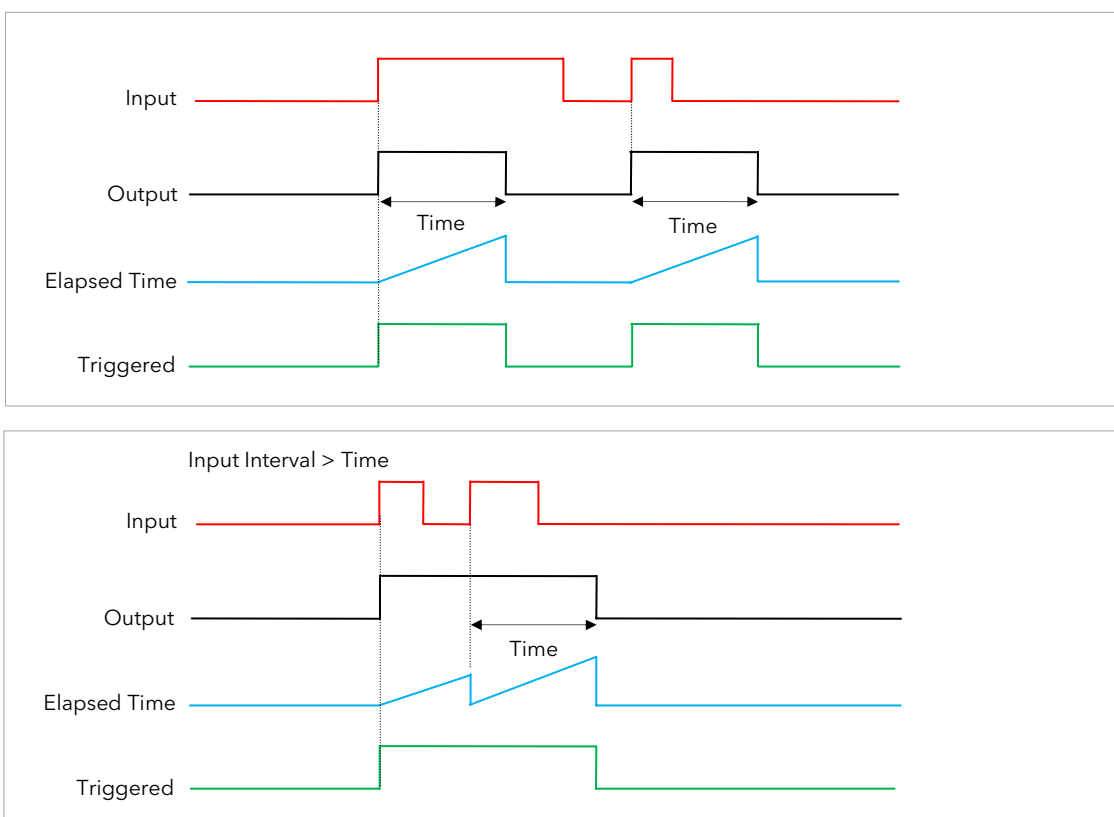 Input
Output
Time
Time
Elapsed Time
Triggered
Input Interval > Time
Input
Output
Time
Elapsed Time
Triggered